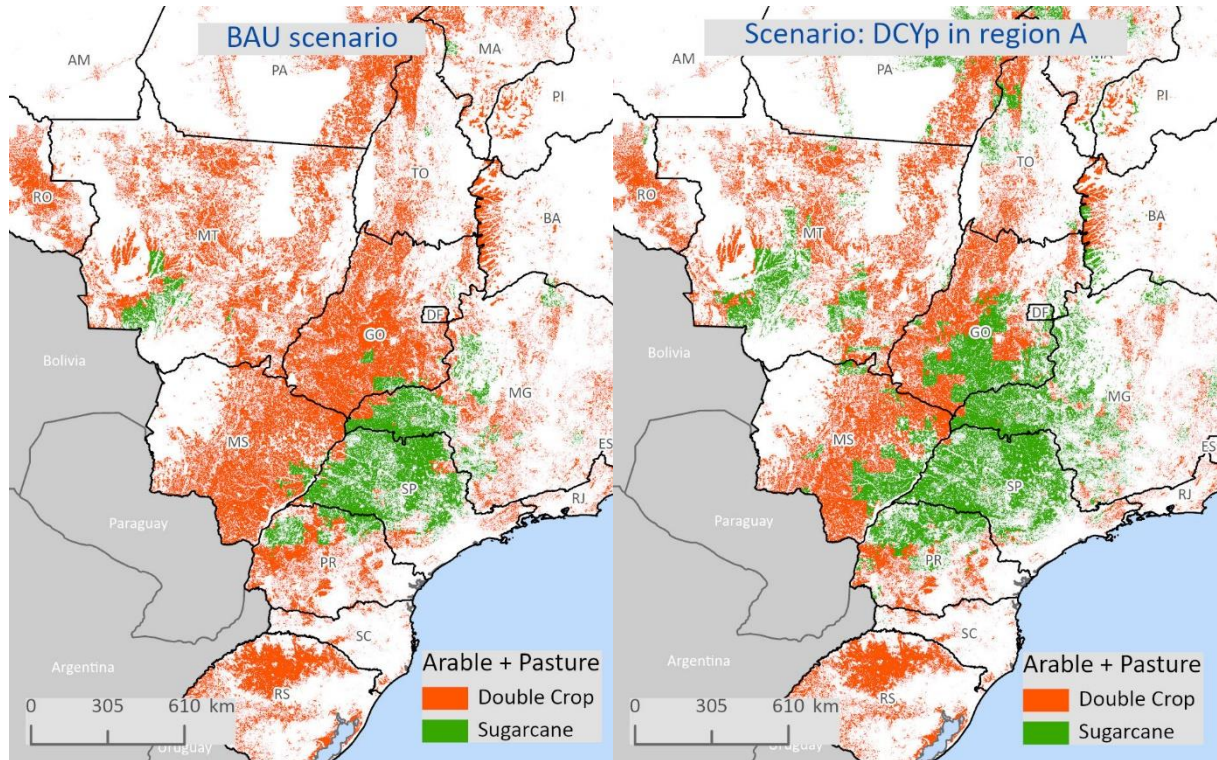 BAU scenario
AM
PA
MA
PI
RO
MT
TO
BA
GO
DF
Bolivia
MG
MS
ES
SP
RJ
Paraguay
PR
SC
Argentina
RS
Uruguay
0 305 610 km
Arable + Pasture
Double Crop
Sugarcane
Scenario: DCYp in region A
AM
PA
MA
PI
RO
MT
TO
BA
GO
DF
Bolivia
MG
MS
ES
SP
RJ
Paraguay
PR
SC
Argentina
RS
Uruguay
0 305 610 km
Arable + Pasture
Double Crop
Sugarcane